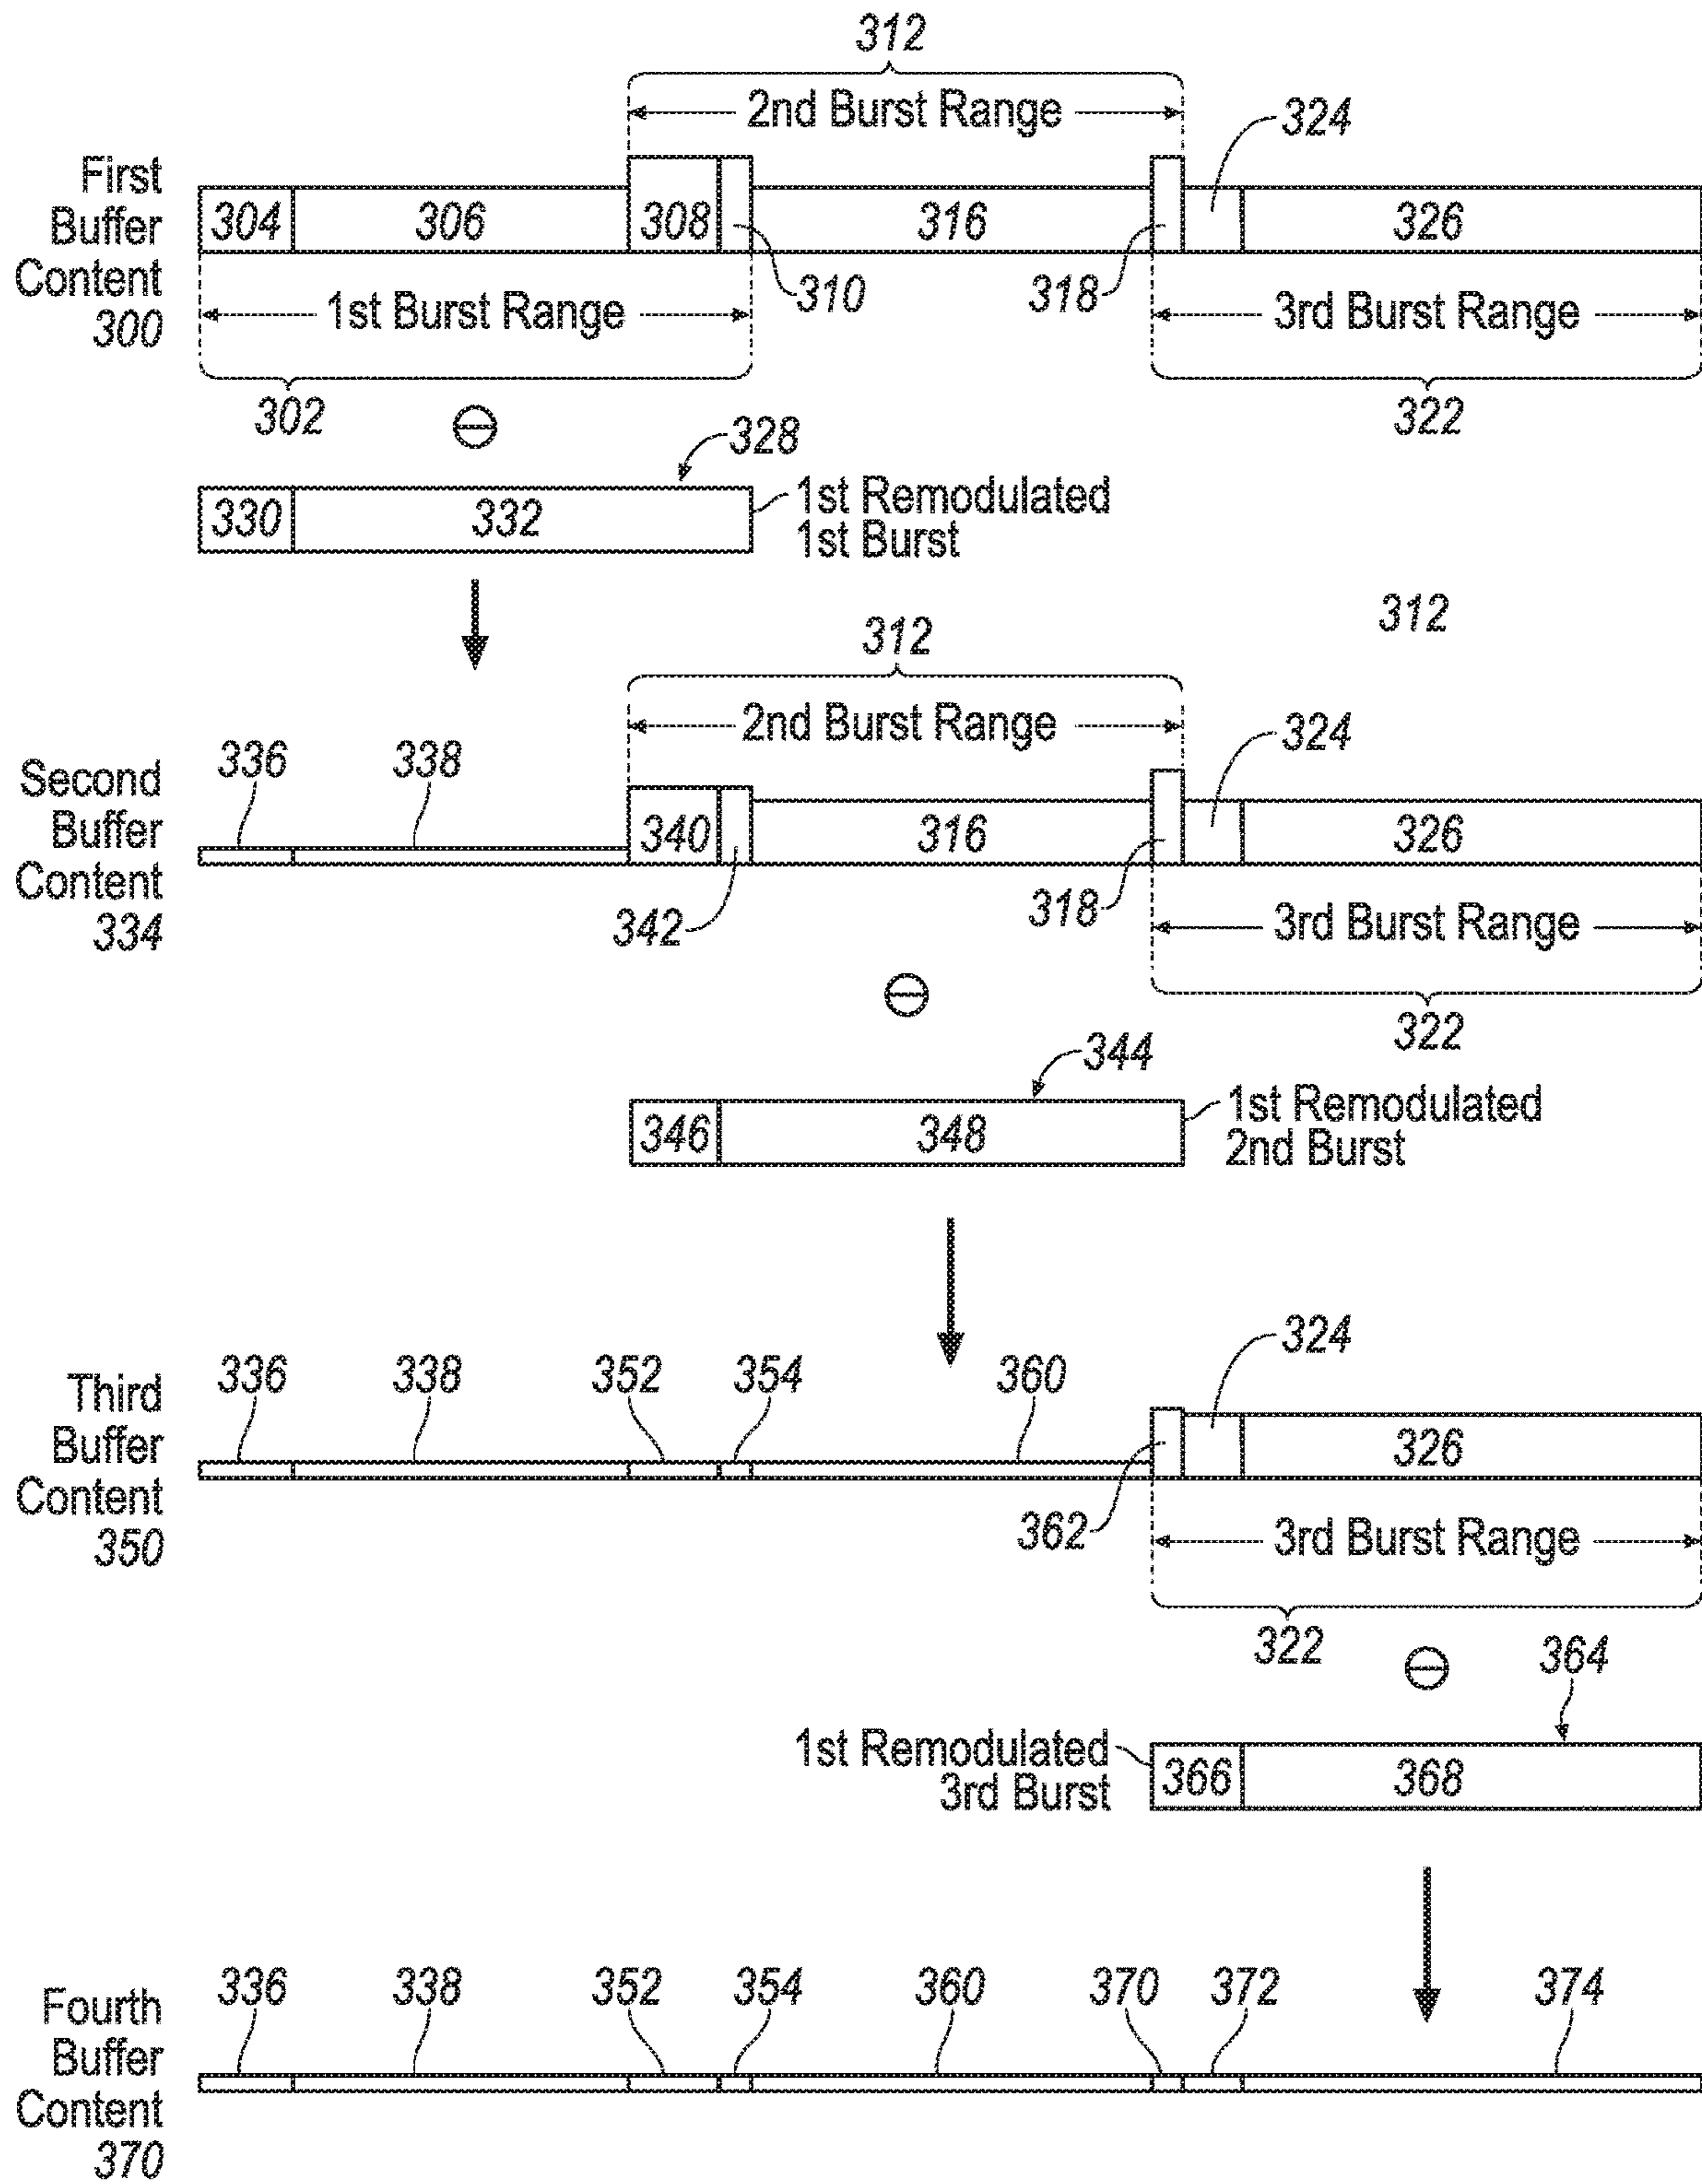 312
2nd Burst Range
324
First
Buffer
Content
300
304
306
308
316
326
310
318
1st Burst Range
3rd Burst Range
302
322
328
330
332
1st Remodulated
1st Burst
312
312
2nd Burst Range
324
336
338
Second
Buffer
Content
334
340
316
326
342
318
3rd Burst Range
322
344
346
348
1st Remodulated
2nd Burst
324
336
338
352
354
360
Third
Buffer
Content
350
326
362
3rd Burst Range
322
364
1st Remodulated
3rd Burst
366
368
336
338
352
354
360
370
372
374
Fourth
Buffer
Content
370